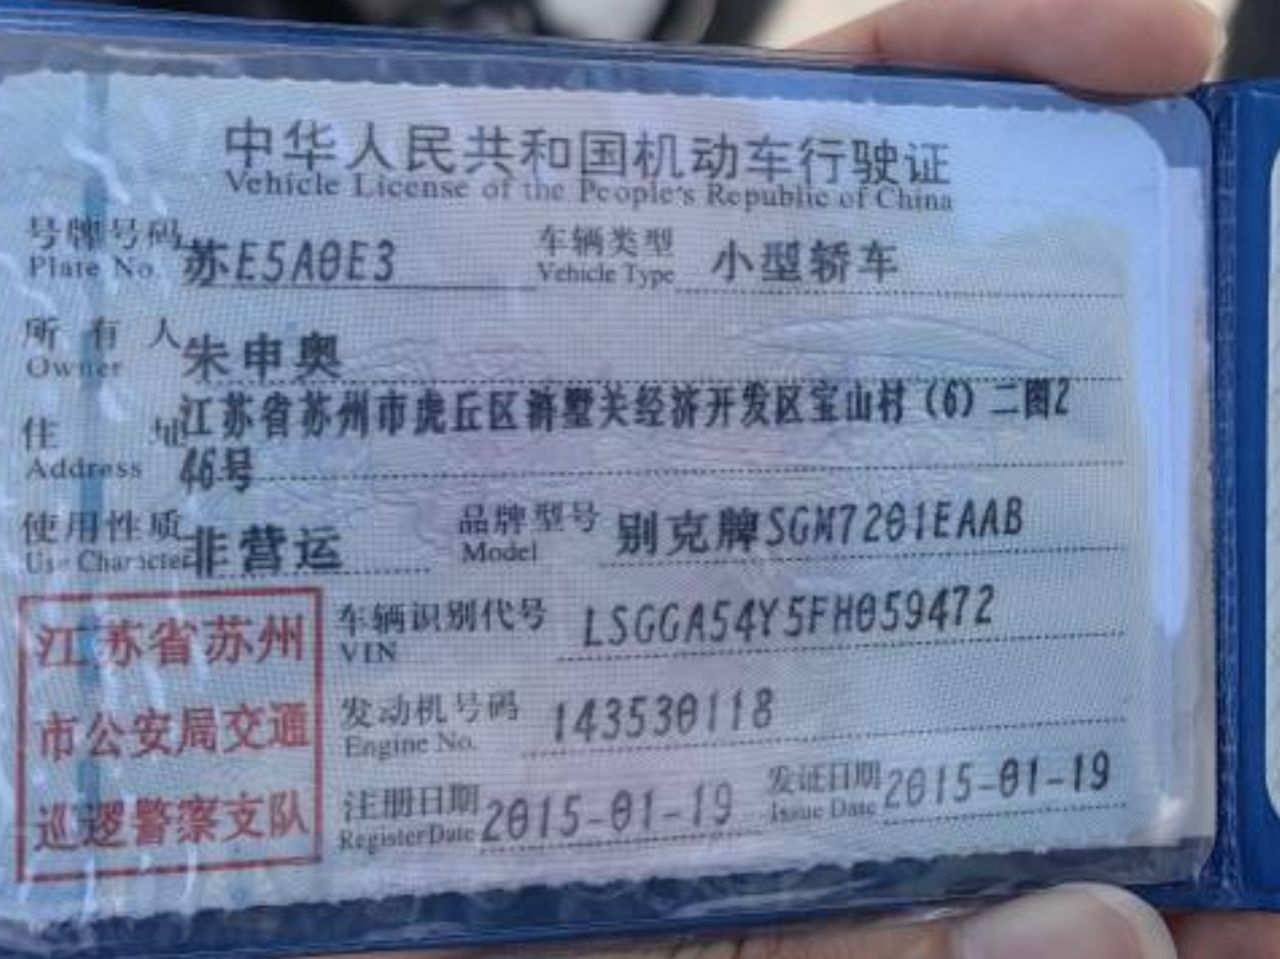 中华人民共和国机动车行驶证
Vehicle License of the People's Republic of China
号牌号码 苏E5A0E3 车辆类型 小型轿车
Plate No. Vehicle Type
所有人 朱申奥
Owner
住址 江苏省苏州市虎丘区浒墅关经济开发区宝山村（6）二图2
Address 46号
使用性质 非营运 品牌型号 别克牌SGM7201EAAB
Use Character Model
江苏省苏州
市公安局交通
巡逻警察支队
车辆识别代号 LSGGA54Y5FH059472
VIN
发动机号码 143530118
Engine No.
注册日期 2015-01-19 发证日期 2015-01-19
Register Date Issue Date